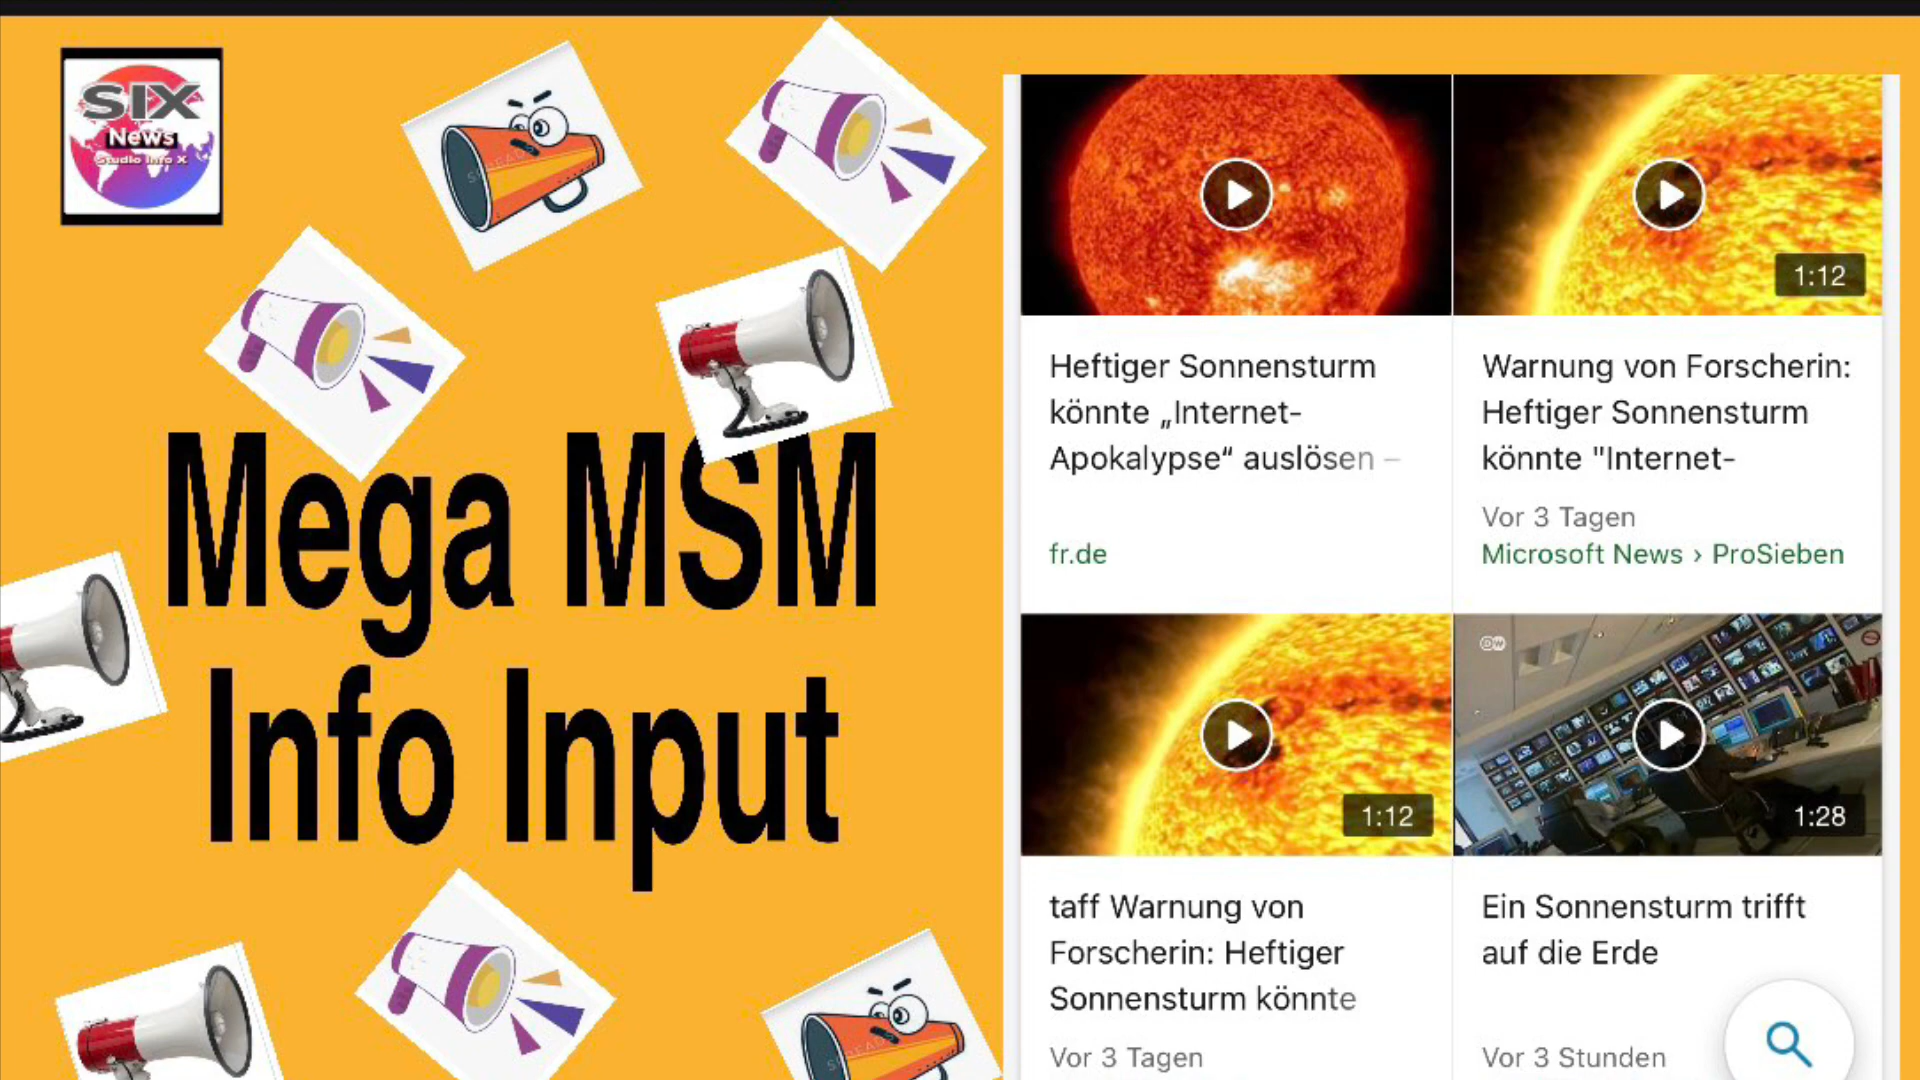 SIX
News
Studio Info X
Mega MSM
Info Input
1:12
Heftiger Sonnensturm
könnte „Internet-
Apokalypse“ auslösen –
fr.de
Warnung von Forscherin:
Heftiger Sonnensturm
könnte "Internet-
Vor 3 Tagen
Microsoft News › ProSieben
1:12
taff Warnung von
Forscherin: Heftiger
Sonnensturm könnte
Vor 3 Tagen
DW
1:28
Ein Sonnensturm trifft
auf die Erde
Vor 3 Stunden